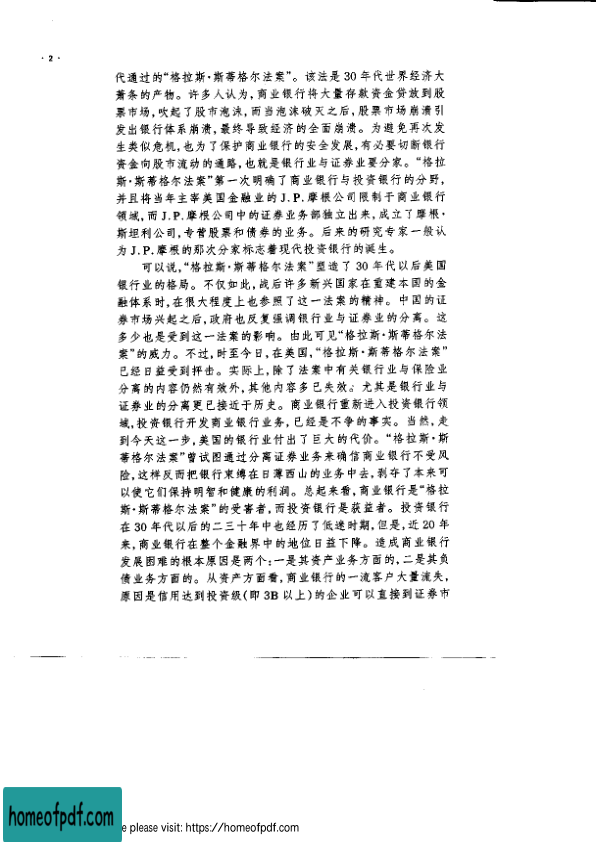 · 2 ·
代通过的“格拉斯·斯蒂格尔法案”。该法是30年代世界经济大
萧条的产物。许多人认为,商业银行将大量存款资金贷放到股
票市场,吹起了股市泡沫,而当泡沫破灭之后,股票市场崩溃引
发出银行体系崩溃,最终导致经济的全面崩溃。为避免再次发
生类似危机,也为了保护商业银行的安全发展,有必要切断银行
资金向股市流动的通路,也就是银行业与证券业要分家。“格拉
斯·斯蒂格尔法案”第一次明确了商业银行与投资银行的分野,
并且将当年主宰美国金融业的J.P.摩根公司限制于商业银行
领域,而J.P.摩根公司中的证券业务部独立出来,成立了摩根·
斯坦利公司,专营股票和债券的业务。后来的研究专家一般认
为J.P.摩根的那次分家标志着现代投资银行的诞生。
可以说,“格拉斯·斯蒂格尔法案”塑造了30年代以后美国
银行业的格局。不仅如此,战后许多新兴国家在重建本国的金
融体系时,在很大程度上也参照了这一法案的精神。中国的证
券市场兴起之后,政府也反复强调银行业与证券业的分离。这
多少也是受到这一法案的影响。由此可见“格拉斯·斯蒂格尔法
案”的威力。不过,时至今日,在美国,“格拉斯·斯蒂格尔法案”
已经日益受到抨击。实际上,除了法案中有关银行业与保险业
分离的内容仍然有效外,其他内容多已失效。尤其是银行业与
证券业的分离更已接近于历史。商业银行重新进入投资银行领
域,投资银行开发商业银行业务,已经是不争的事实。当然,走
到今天这一步,美国的银行业付出了巨大的代价。“格拉斯·斯
蒂格尔法案”曾试图通过分离证券业务来确信商业银行不受风
险,这样反而把银行束缚在日薄西山的业务中去,剥夺了本来可
以使它们保持明智和健康的利润。总起来看,商业银行是“格拉
斯·斯蒂格尔法案”的受害者,而投资银行是获益者。投资银行
在30年代以后的二三十年中也经历了低迷时期,但是,近20年
来,商业银行在整个金融界中的地位日益下降。造成商业银行
发展困难的根本原因是两个:一是其资产业务方面的,二是其负
债业务方面的。从资产方面看,商业银行的一流客户大量流失,
原因是信用达到投资级(即3B以上)的企业可以直接到证券市
homeofpdf.com
e please visit: https://homeofpdf.com